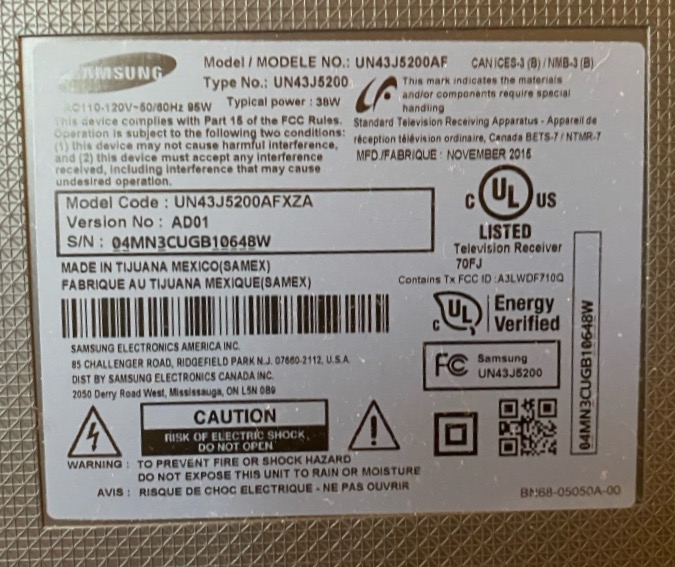 SAMSUNG
Model / MODELE NO.: UN43J5200AF CAN ICES-3 (B) / NMB-3 (B)
Type No.: UN43J5200
AC110-120V~50/60Hz 95W Typical power : 38W
This mark indicates the materials
and/or components require special
handling
This device complies with Part 15 of the FCC Rules.
Operation is subject to the following two conditions:
(1) this device may not cause harmful interference,
and (2) this device must accept any interference
received, including interference that may cause
undesired operation.
Standard Television Receiving Apparatus - Appareil de
réception télévision ordinaire, Canada BETS-7 / NTMR-7
MFD./FABRIQUÉ : NOVEMBER 2015
Model Code : UN43J5200AFXZA
Version No : AD01
S/N : 04MN3CUGB10648W
C UL US
LISTED
Television Receiver
70FJ
MADE IN TIJUANA MEXICO(SAMEX)
FABRIQUE AU TIJUANA MEXIQUE(SAMEX)
Contains Tx FCC ID :A3LWDF710Q
C UL Energy
Verified
SAMSUNG ELECTRONICS AMERICA INC.
85 CHALLENGER ROAD, RIDGEFIELD PARK N.J. 07660-2112, U.S.A
DIST BY SAMSUNG ELECTRONICS CANADA INC.
2050 Derry Road West, Mississauga, ON L5N 0B9
FC Samsung
UN43J5200
04MN3CUGB10648W
CAUTION
RISK OF ELECTRIC SHOCK
DO NOT OPEN
WARNING : TO PREVENT FIRE OR SHOCK HAZARD
DO NOT EXPOSE THIS UNIT TO RAIN OR MOISTURE
AVIS : RISQUE DE CHOC ELECTRIQUE - NE PAS OUVRIR
BN68-05050A-00